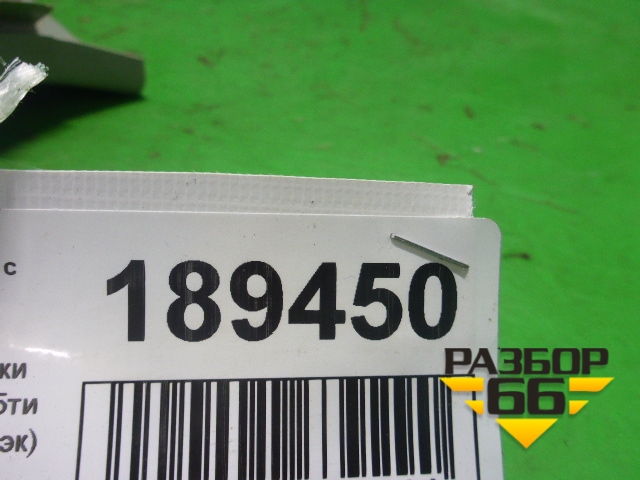 с
189450
ки
бти
эк)
РАЗБОР
66